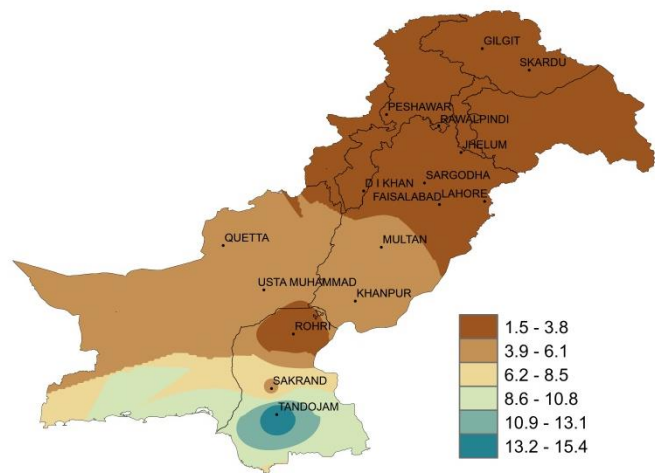 GILGIT
SKARDU
PESHAWAR
RAWALPINDI
JHELUM
SARGODHA
D I KHAN
FAISALABAD
LAHORE
QUETTA
MULTAN
USTA MUHAMMAD
KHANPUR
ROHRI
SAKRAND
TANDOJAM
1.5 - 3.8
3.9 - 6.1
6.2 - 8.5
8.6 - 10.8
10.9 - 13.1
13.2 - 15.4